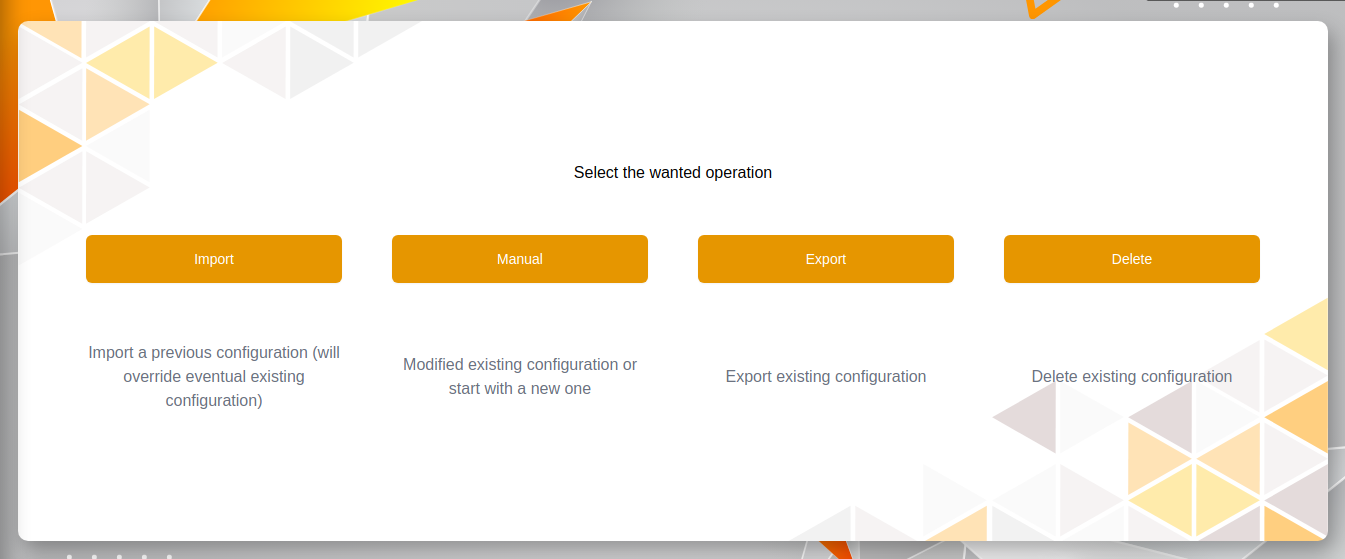 Select the wanted operation
Import
Manual
Export
Delete
Import a previous configuration (will
override eventual existing
configuration)
Modified existing configuration or
start with a new one
Export existing configuration
Delete existing configuration